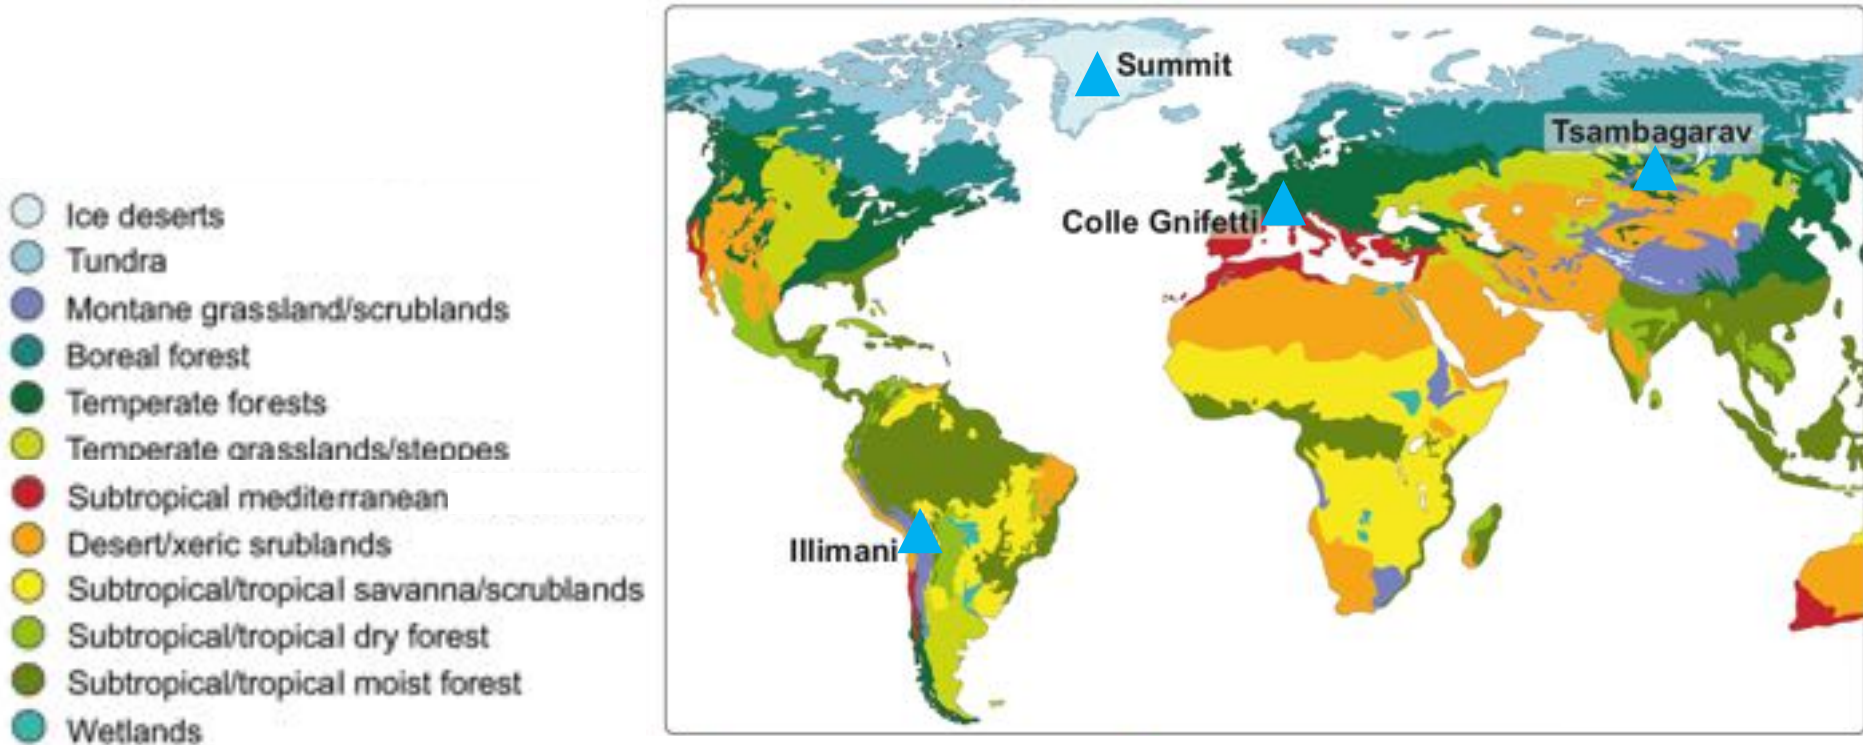 Ice deserts
Tundra
Montane grassland/scrublands
Boreal forest
Temperate forests
Temperate grasslands/steppes
Subtropical mediterranean
Desert/xeric srublands
Subtropical/tropical savanna/scrublands
Subtropical/tropical dry forest
Subtropical/tropical moist forest
Wetlands
Summit
Tsambagarav
Colle Gnifetti
Illimani